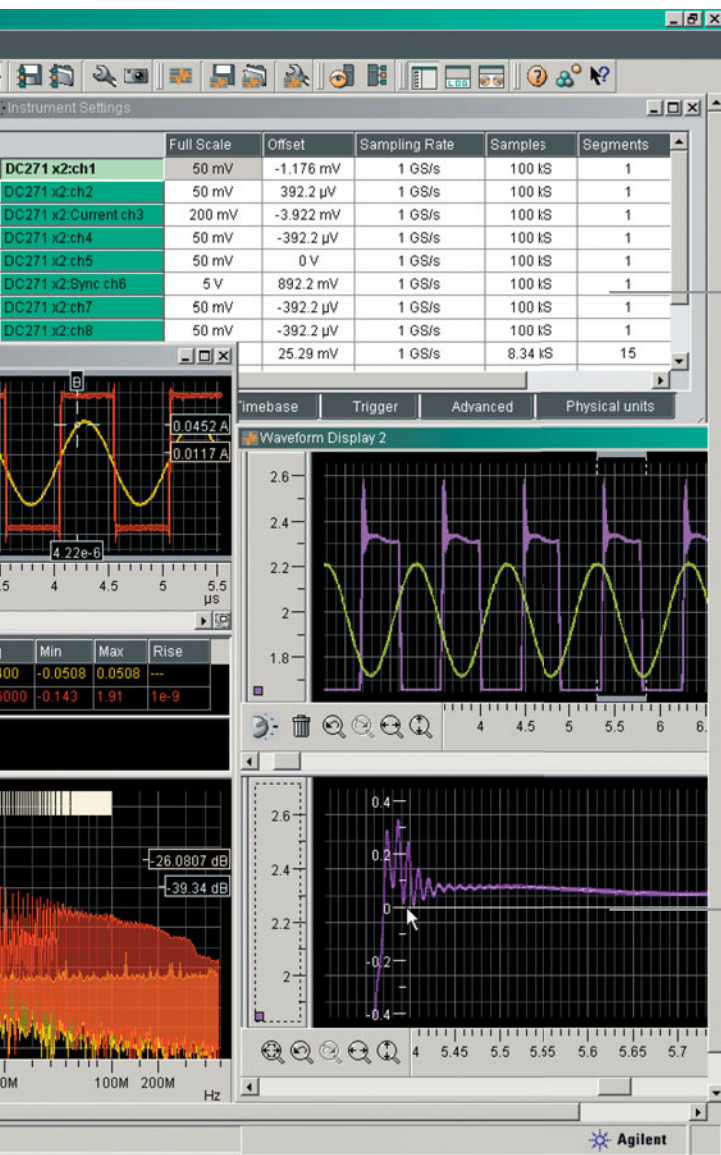 LOG
Instrument Settings
Full Scale Offset Sampling Rate Samples Segments
DC271 x2:ch1 50 mV -1.176 mV 1 GS/s 100 kS 1
DC271 x2:ch2 50 mV 392.2 µV 1 GS/s 100 kS 1
DC271 x2:Current ch3 200 mV -3.922 mV 1 GS/s 100 kS 1
DC271 x2:ch4 50 mV -392.2 µV 1 GS/s 100 kS 1
DC271 x2:ch5 50 mV 0 V 1 GS/s 100 kS 1
DC271 x2:Sync ch6 5 V 892.2 mV 1 GS/s 100 kS 1
DC271 x2:ch7 50 mV -392.2 µV 1 GS/s 100 kS 1
DC271 x2:ch8 50 mV -392.2 µV 1 GS/s 100 kS 1
25.29 mV 1 GS/s 8.34 kS 15
Timebase Trigger Advanced Physical units
B
0.0452 A
0.0117 A
4.22e-6
4 4.5 5 5.5
µs
Min Max Rise
-0.0508 0.0508 ---
-0.143 1.91 1e-9
-26.0807 dB
-39.34 dB
100M 200M
Hz
Waveform Display 2
2.6
2.4
2.2
2
1.8
4 4.5 5 5.5 6
2.6
2.4
2.2
2
0.4
0.2
0
-0.2
-0.4
4 5.45 5.5 5.55 5.6 5.65 5.7
Agilent